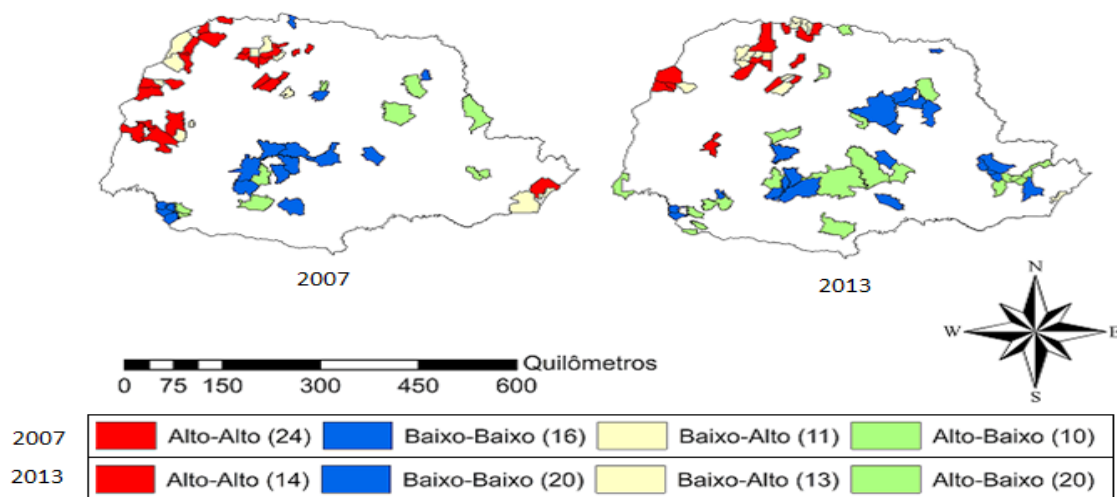 2007
2013
N
W
E
S
Quilômetros
0 75 150 300 450 600
2007 Alto-Alto (24) Baixo-Baixo (16) Baixo-Alto (11) Alto-Baixo (10)
2013 Alto-Alto (14) Baixo-Baixo (20) Baixo-Alto (13) Alto-Baixo (20)